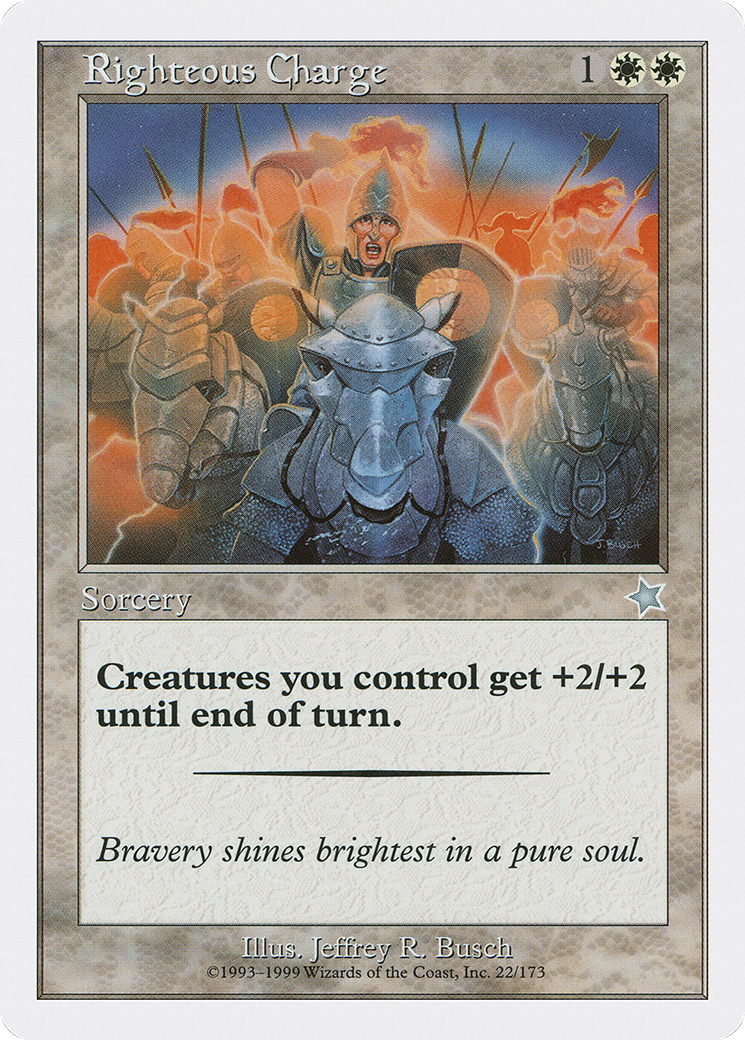 Righteous Charge 1
J. BUSCH
Sorcery
Creatures you control get +2/+2
until end of turn.
Bravery shines brightest in a pure soul.
Illus. Jeffrey R. Busch
©1993–1999 Wizards of the Coast, Inc. 22/173